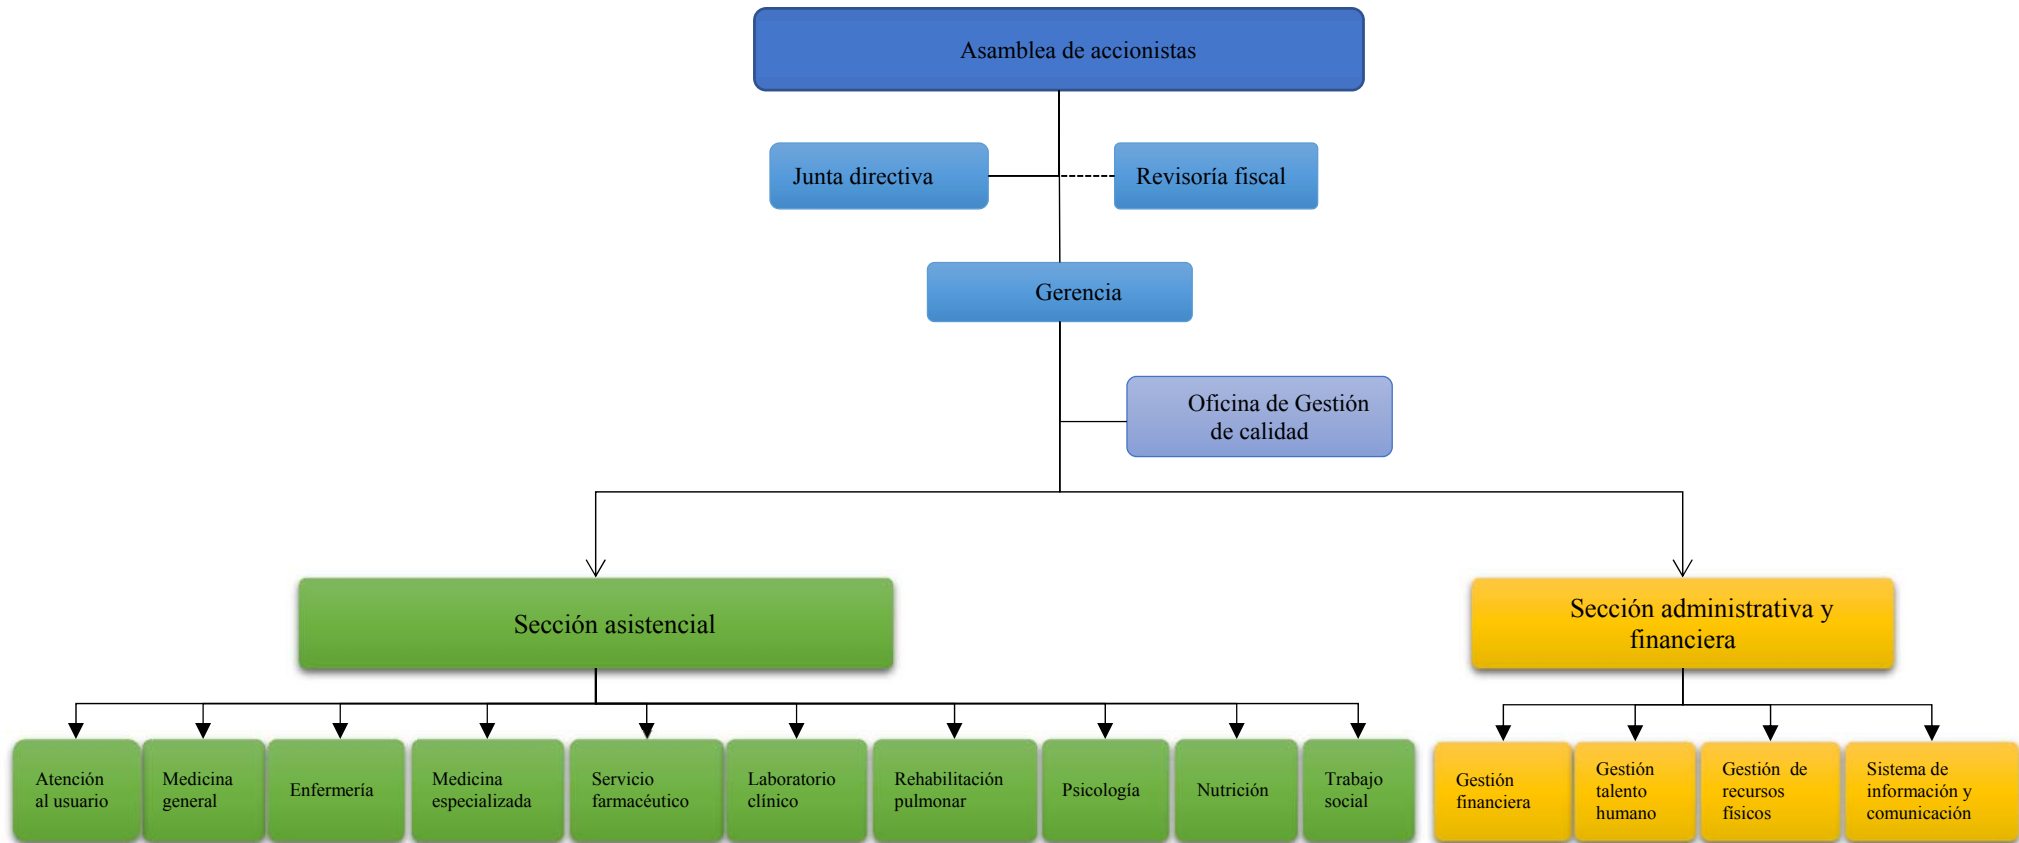 Asamblea de accionistas
Junta directiva
Revisoría fiscal
Gerencia
Oficina de Gestión
de calidad
Sección asistencial
Sección administrativa y
financiera
Atención
al usuario
Medicina
general
Enfermería
Medicina
especializada
Servicio
farmacéutico
Laboratorio
clínico
Rehabilitación
pulmonar
Psicología
Nutrición
Trabajo
social
Gestión
financiera
Gestión
talento
humano
Gestión de
recursos
físicos
Sistema de
información y
comunicación